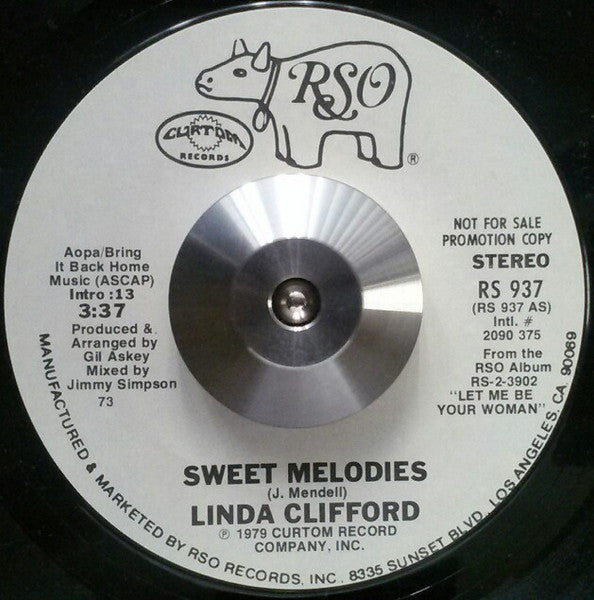 RSO
®
CURTOM
RECORDS
Aopa/Bring
It Back Home
Music (ASCAP)
Intro :13
3:37
Produced &
Arranged by
Gil Askey
Mixed by
Jimmy Simpson
73
NOT FOR SALE
PROMOTION COPY
STEREO
RS 937
(RS 937 AS)
Intl. #
2090 375
From the
RSO Album
RS-2-3902
"LET ME BE
YOUR WOMAN"
SWEET MELODIES
(J. Mendell)
LINDA CLIFFORD
℗ 1979 CURTOM RECORD
COMPANY, INC.
MANUFACTURED & MARKETED BY RSO RECORDS, INC. 8335 SUNSET BLVD. LOS ANGELES, CA. 90069